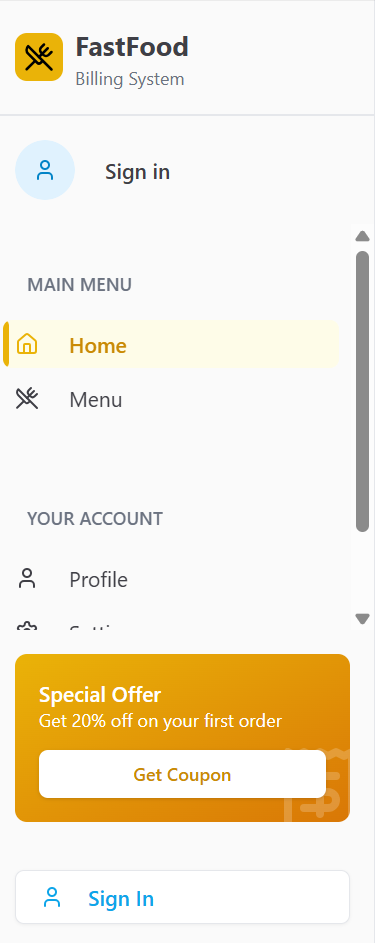 FastFood
Billing System
Sign in
MAIN MENU
Home
Menu
YOUR ACCOUNT
Profile
Special Offer
Get 20% off on your first order
Get Coupon
Sign In